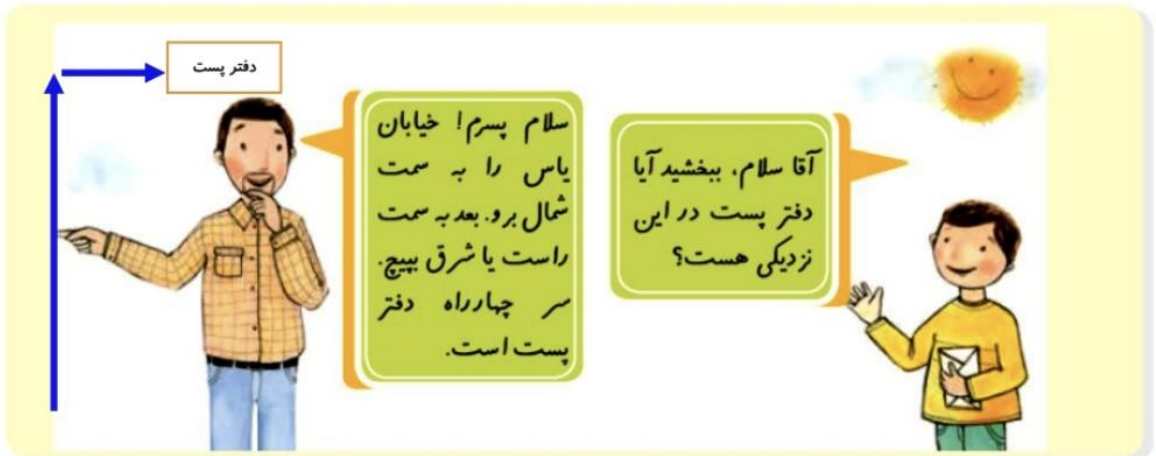 دفتر پست
آقا سلام، ببخشید آیا
دفتر پست در این
نزدیکی هست؟
سلام پسرم! خیابان
یاس را به سمت
شمال برو. بعد به سمت
راست یا شرق بپیچ.
سر چهارراه دفتر
پست است.